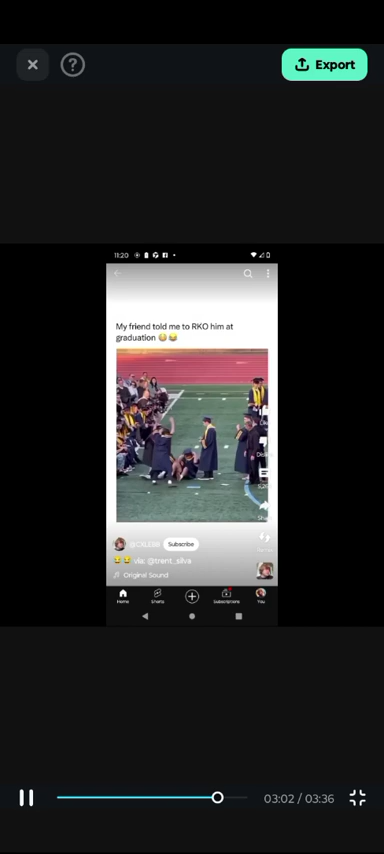 Export
11:20
My friend told me to RKO him at
graduation 😳😂
Subscribe
😂😂 via: @trent_silva
Original Sound
Home
Shorts
Subscriptions
You
03:02 / 03:36